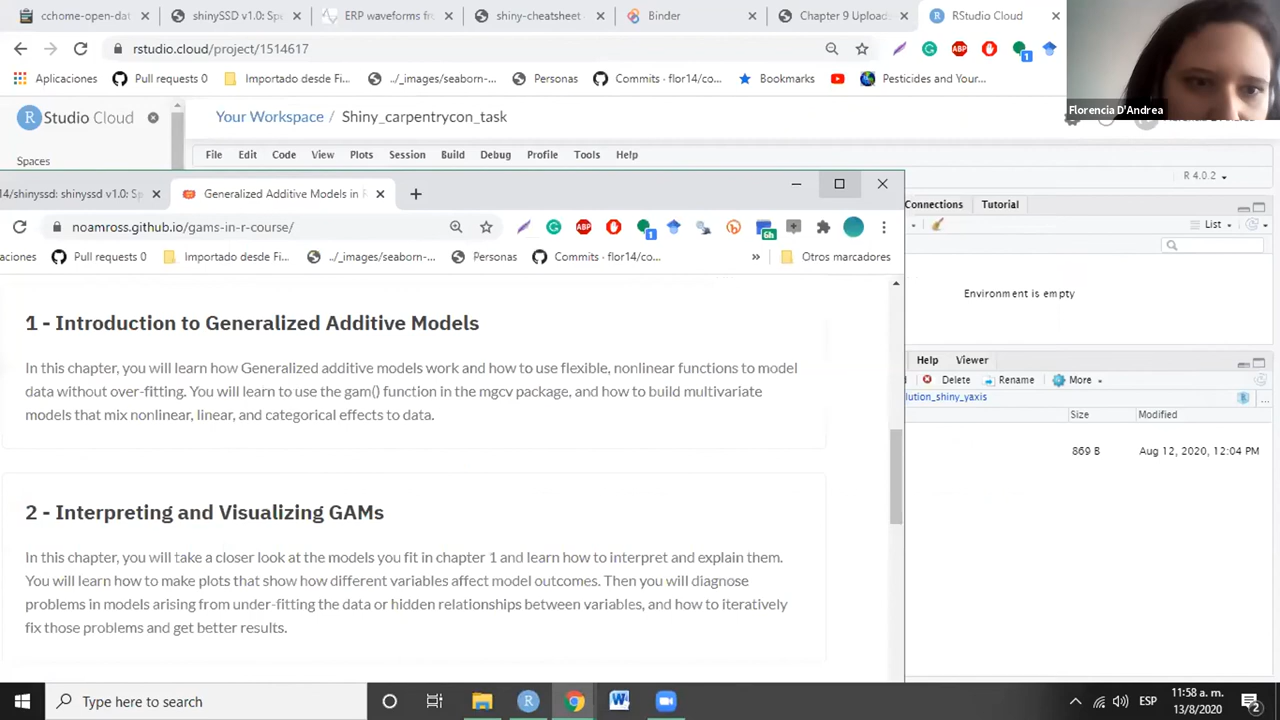 cchome-open-dat
shinySSD v1.0: Spe
ERP waveforms fr
shiny-cheatsheet
Binder
Chapter 9 Upload
RStudio Cloud
rstudio.cloud/project/1514617
Aplicaciones
Pull requests 0
Importado desde Fi...
../_images/seaborn-...
Personas
Commits · flor14/co...
Bookmarks
Pesticides and Your...
Florencia D'Andrea
R Studio Cloud
Your Workspace / Shiny_carpentrycon_task
Spaces
File Edit Code View Plots Session Build Debug Profile Tools Help
R 4.0.2
14/shinyssd: shinyssd v1.0: Sp
Generalized Additive Models in R
Connections Tutorial
noamross.github.io/gams-in-r-course/
List
6h
aciones
Pull requests 0
Importado desde Fi...
../_images/seaborn-...
Personas
Commits · flor14/co...
Otros marcadores
Environment is empty
1 - Introduction to Generalized Additive Models
In this chapter, you will learn how Generalized additive models work and how to use flexible, nonlinear functions to model
data without over-fitting. You will learn to use the gam() function in the mgcv package, and how to build multivariate
models that mix nonlinear, linear, and categorical effects to data.
Help Viewer
Delete Rename More
lution_shiny_yaxis
Size Modified
869 B Aug 12, 2020, 12:04 PM
2 - Interpreting and Visualizing GAMs
In this chapter, you will take a closer look at the models you fit in chapter 1 and learn how to interpret and explain them.
You will learn how to make plots that show how different variables affect model outcomes. Then you will diagnose
problems in models arising from under-fitting the data or hidden relationships between variables, and how to iteratively
fix those problems and get better results.
Type here to search
ESP
11:58 a. m.
13/8/2020
2